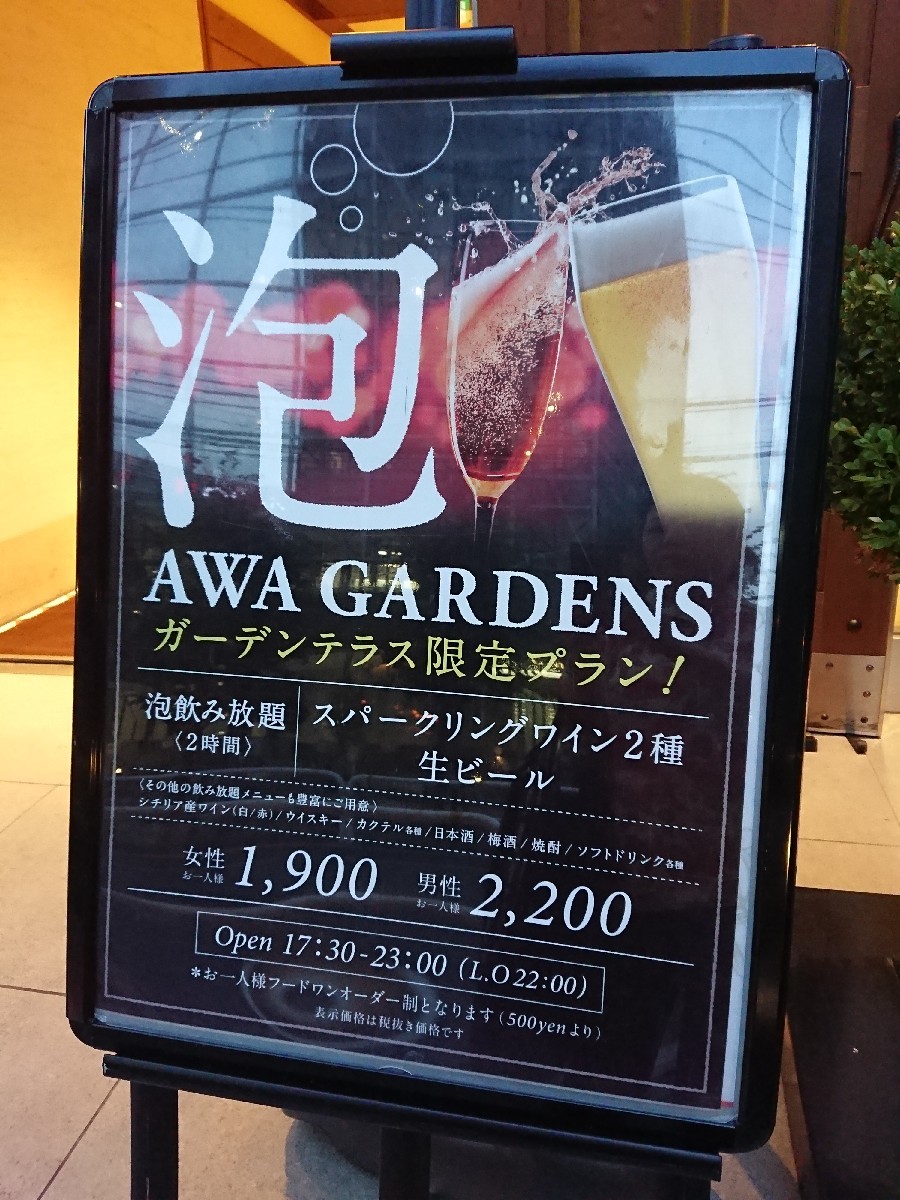 泡
AWA GARDENS
ガーデンテラス限定プラン!
泡飲み放題
〈2時間〉
スパークリングワイン2種
生ビール
〈その他の飲み放題メニューも豊富にご用意〉
シチリア産ワイン(白/赤)/ウイスキー/カクテル各種/日本酒/梅酒/焼酎/ソフトドリンク各種
女性 お一人様 1,900
男性 お一人様 2,200
Open 17:30-23:00 (L.O 22:00)
*お一人様フードワンオーダー制となります(500yenより)
表示価格は税抜き価格です